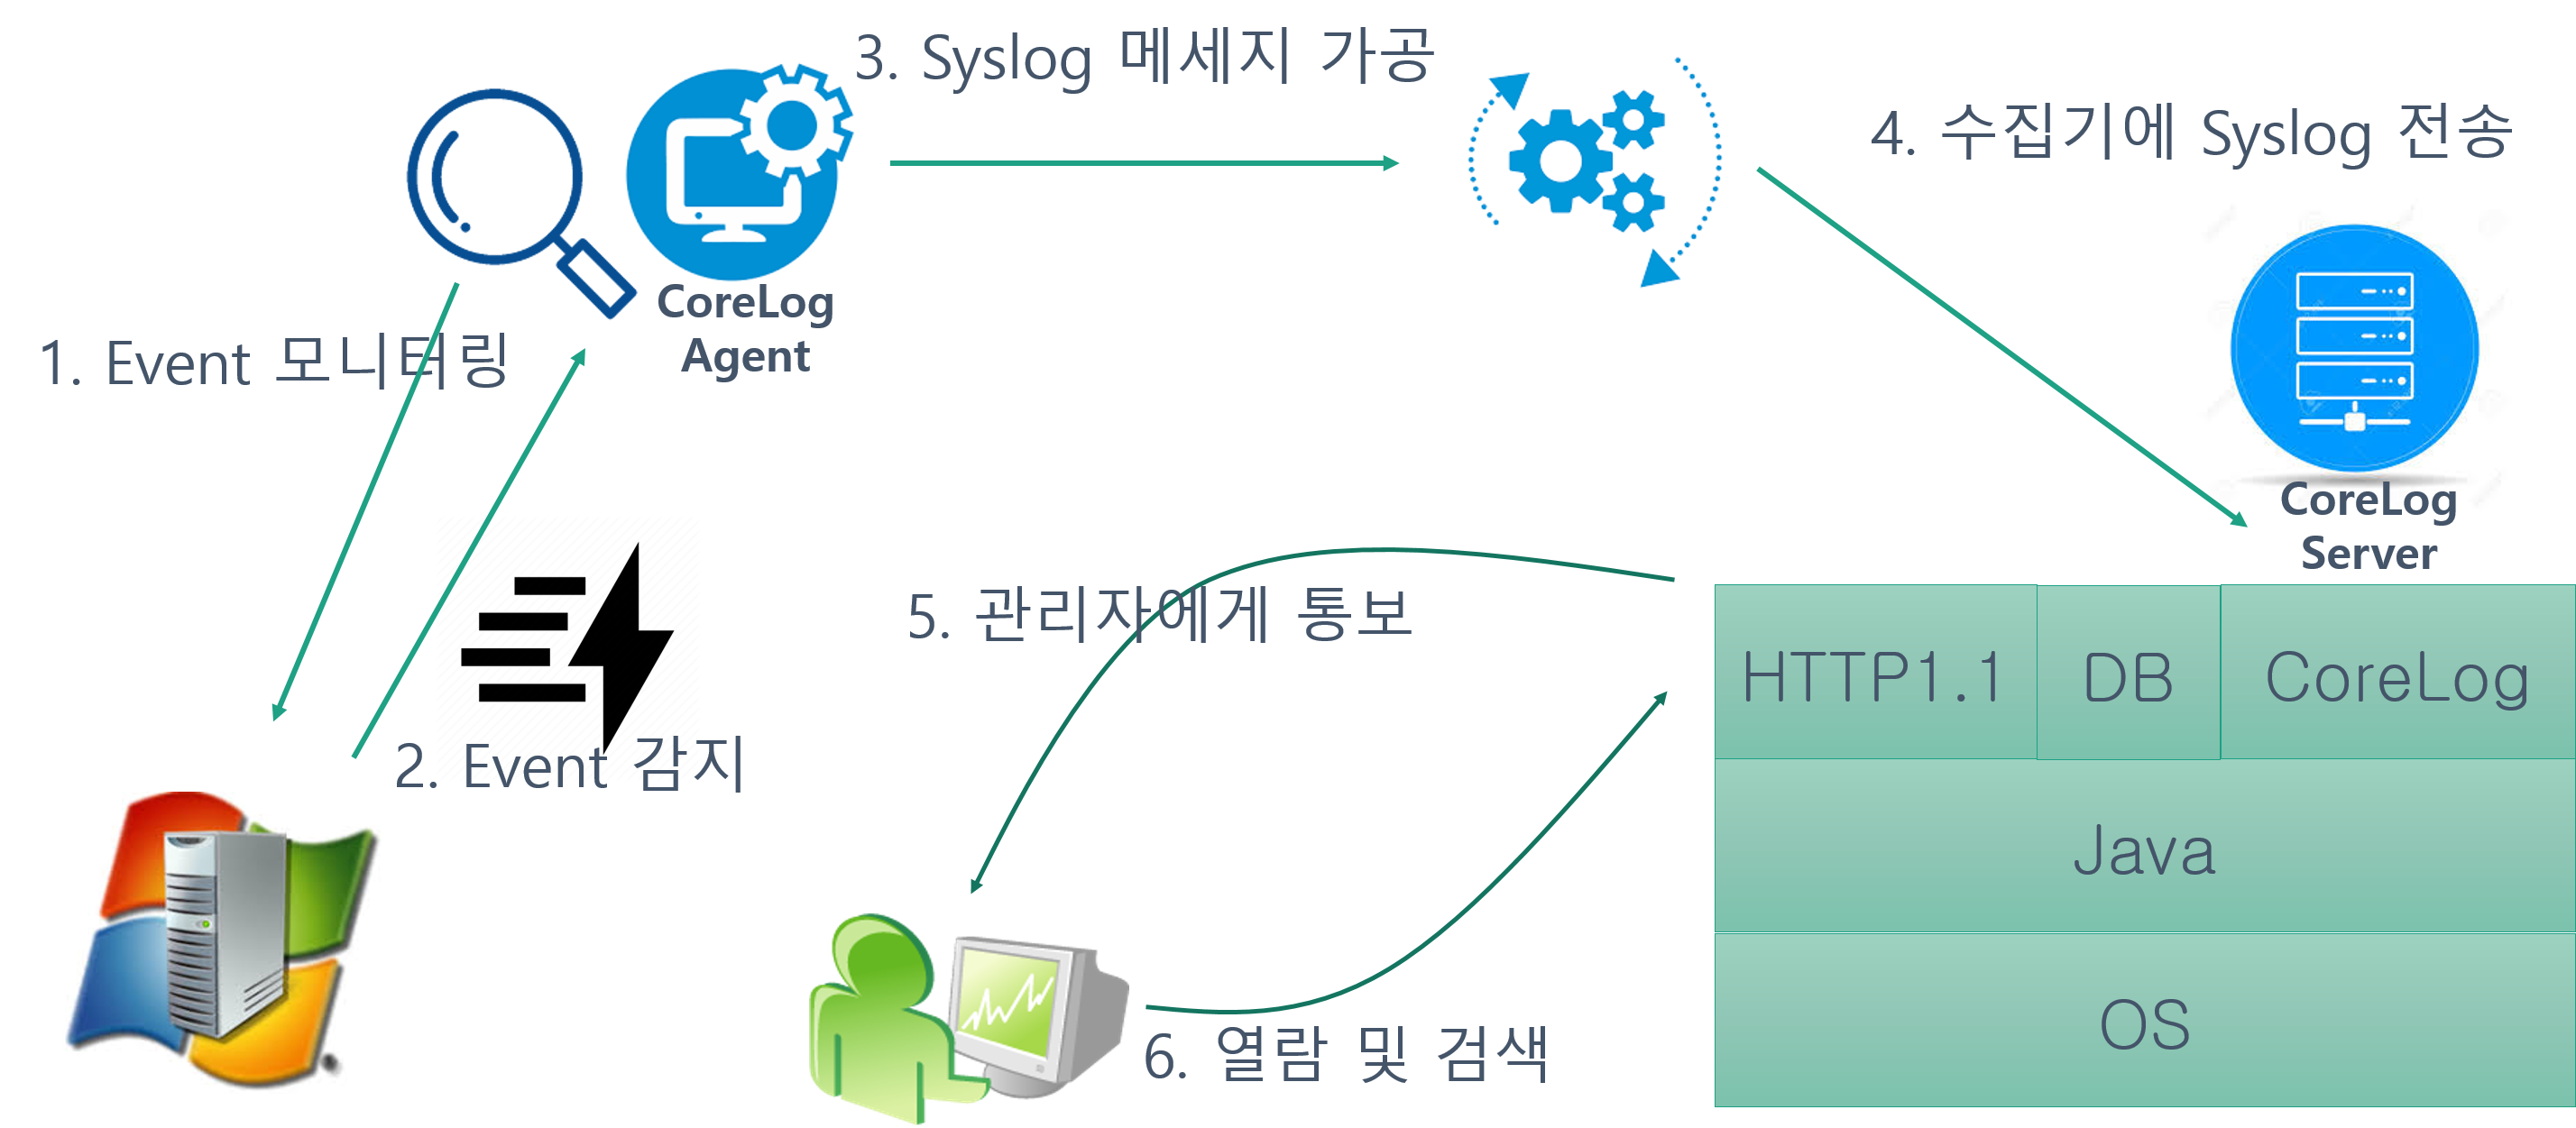 3. Syslog 메세지 가공
4. 수집기에 Syslog 전송
CoreLog
Agent
1. Event 모니터링
CoreLog
Server
5. 관리자에게 통보
HTTP1.1
DB
CoreLog
2. Event 감지
Java
OS
6. 열람 및 검색